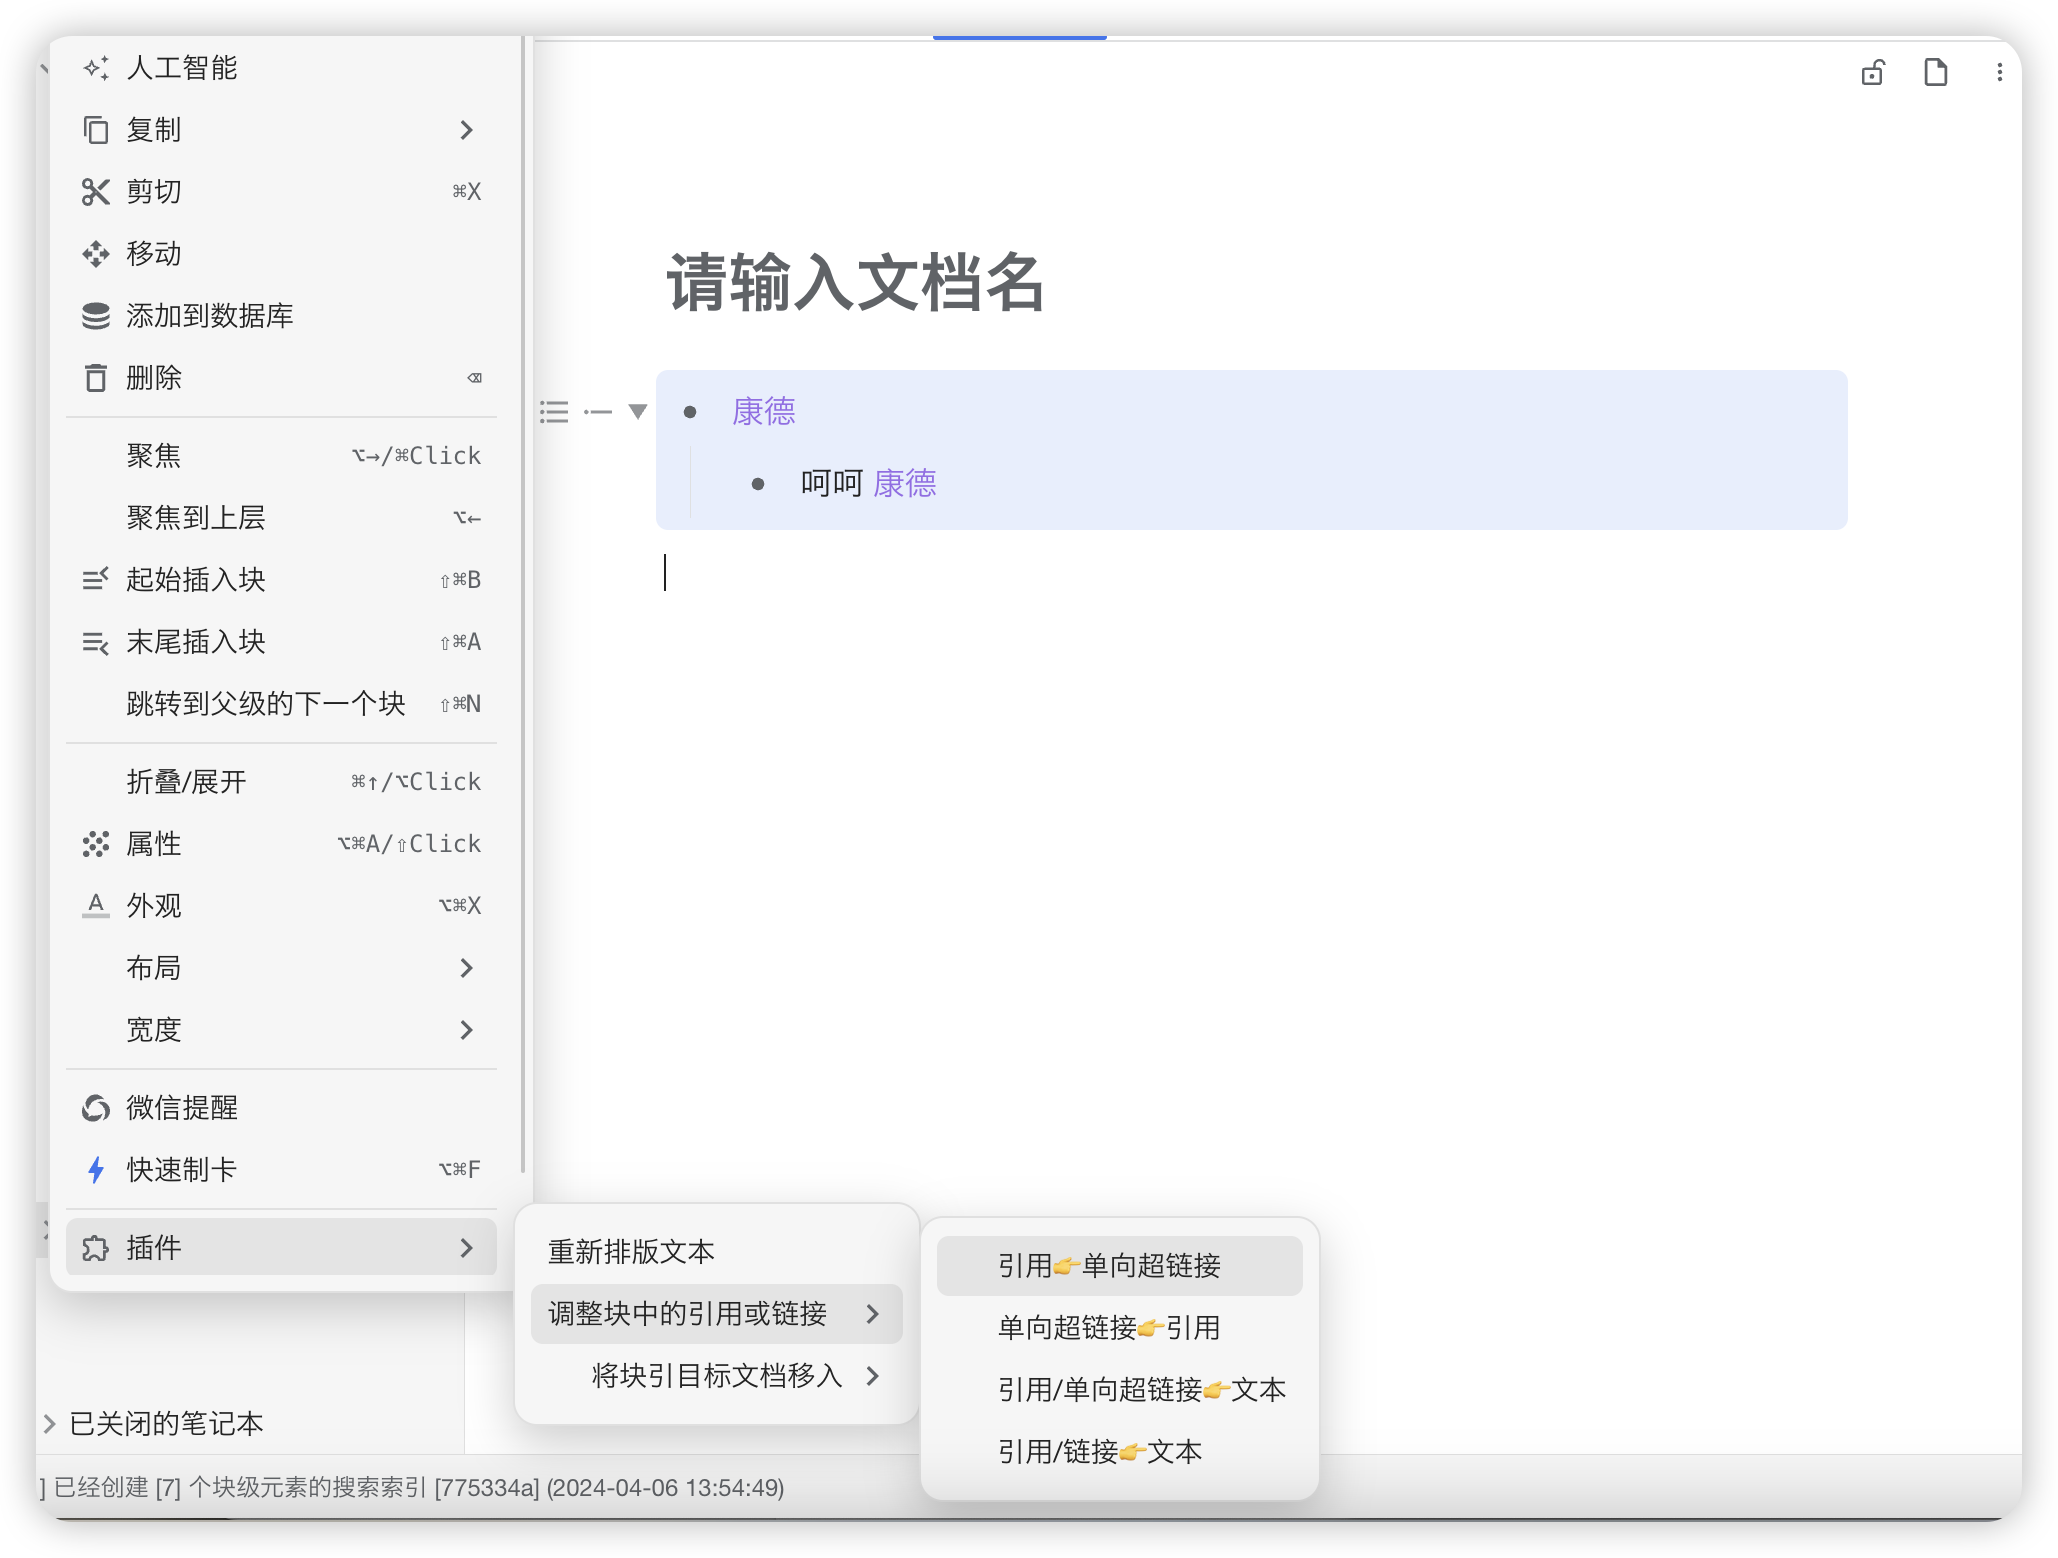 人工智能
复制
剪切 ⌘X
移动
添加到数据库
删除 ⌫
聚焦 ⌥→/⌘Click
聚焦到上层 ⌥←
起始插入块 ⇧⌘B
末尾插入块 ⇧⌘A
跳转到父级的下一个块 ⇧⌘N
折叠/展开 ⌘↑/⌥Click
属性 ⌥⌘A/⇧Click
A 外观 ⌥⌘X
布局
宽度
微信提醒
快速制卡 ⌥⌘F
插件
请输入文档名
康德
呵呵 康德
重新排版文本
调整块中的引用或链接
将块引目标文档移入
引用👉单向超链接
单向超链接👉引用
引用/单向超链接👉文本
引用/链接👉文本
已关闭的笔记本
] 已经创建 [7] 个块级元素的搜索索引 [775334a] (2024-04-06 13:54:49)